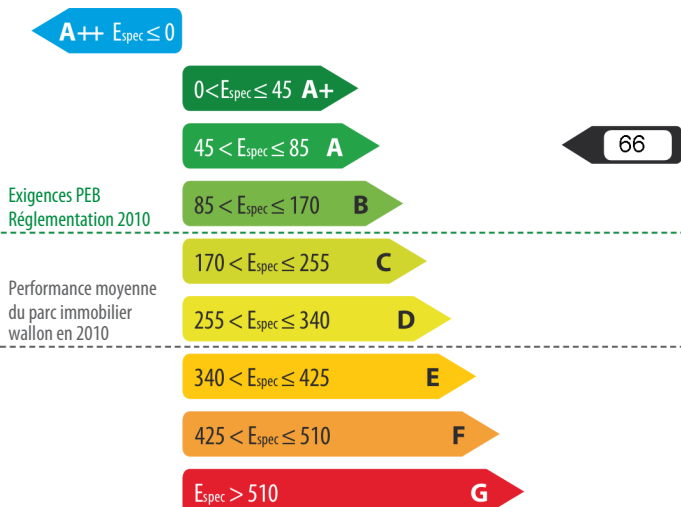 A++ Espec ≤ 0
0<Espec ≤ 45 A+
45 < Espec ≤ 85 A
66
Exigences PEB
Réglementation 2010
85 < Espec ≤ 170 B
170 < Espec ≤ 255 C
Performance moyenne
du parc immobilier
wallon en 2010
255 < Espec ≤ 340 D
340 < Espec ≤ 425 E
425 < Espec ≤ 510 F
Espec > 510 G